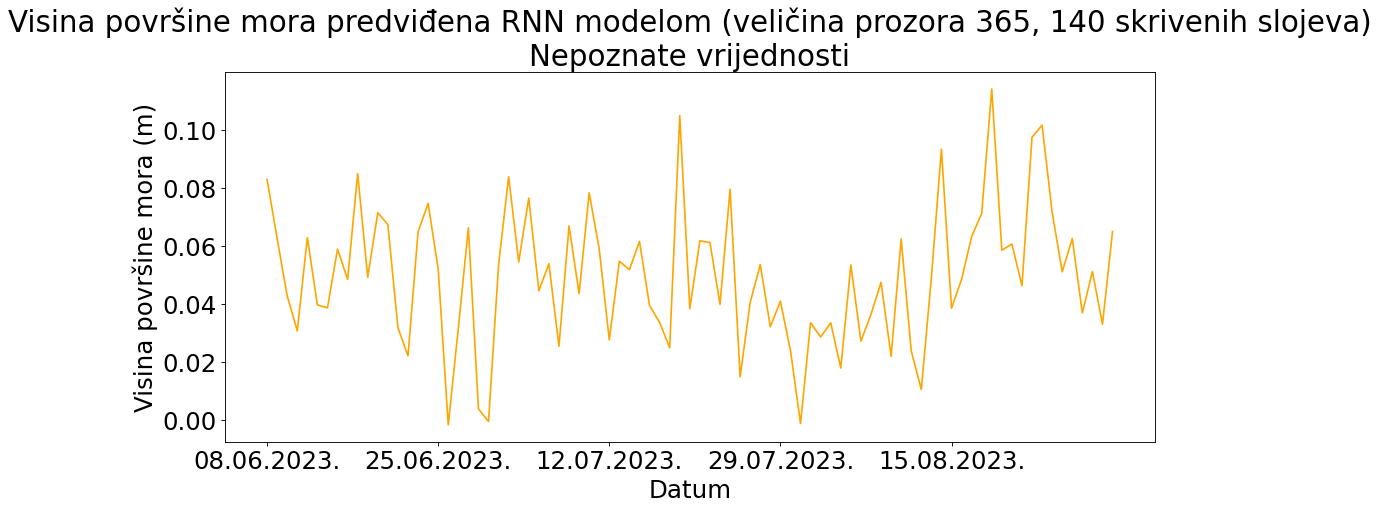 Visina površine mora predviđena RNN modelom (veličina prozora 365, 140 skrivenih slojeva)
Nepoznate vrijednosti
Visina površine mora (m)
0.10
0.08
0.06
0.04
0.02
0.00
08.06.2023. 25.06.2023. 12.07.2023. 29.07.2023. 15.08.2023.
Datum